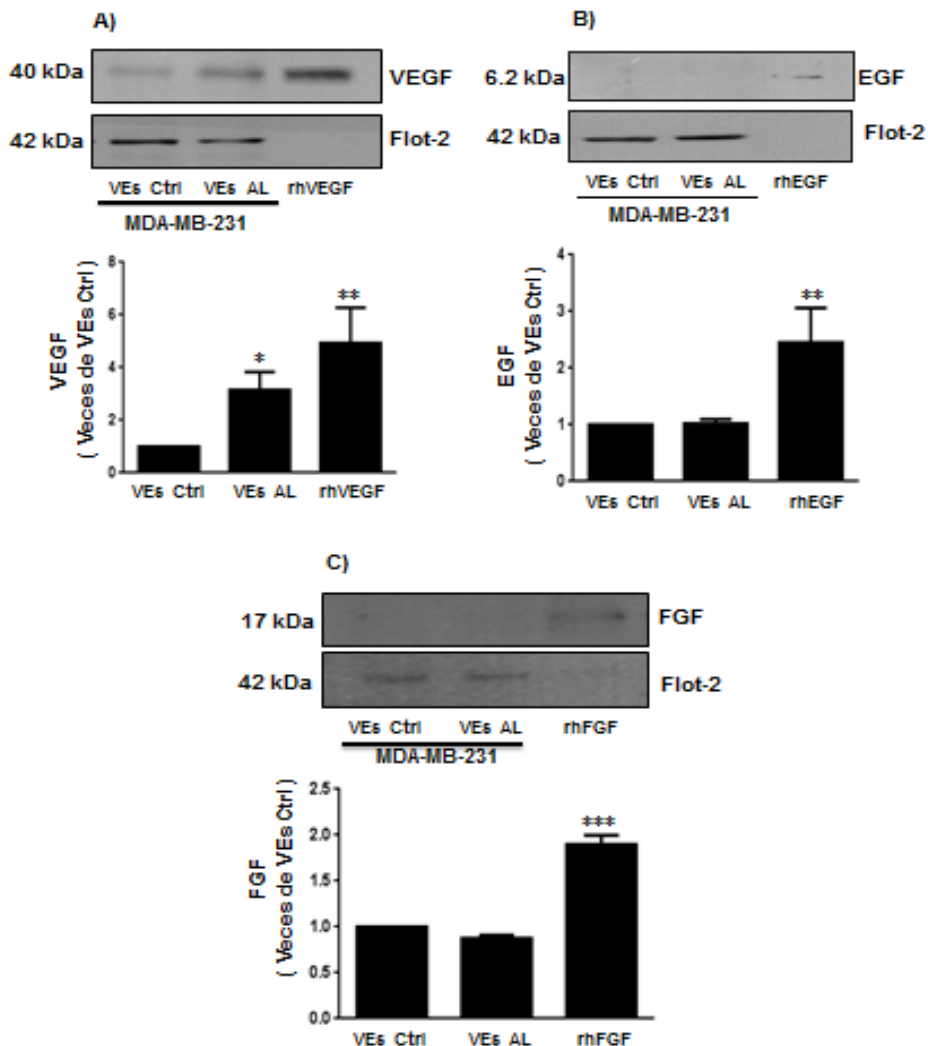 A)
40 kDa
VEGF
42 kDa
Flot-2
VEs Ctrl VEs AL rhVEGF
MDA-MB-231
VEGF
( Veces de VEs Ctrl)
8
6
4
2
0
*
**
VEs Ctrl VEs AL rhVEGF
B)
6.2 kDa
EGF
42 kDa
Flot-2
VEs Ctrl VEs AL rhEGF
MDA-MB-231
EGF
( Veces de VEs Ctrl)
4
3
2
1
0
**
VEs Ctrl VEs AL rhEGF
C)
17 kDa
FGF
42 kDa
Flot-2
VEs Ctrl VEs AL rhFGF
MDA-MB-231
FGF
( Veces de VEs Ctrl)
2.5
2.0
1.5
1.0
0.5
0.0
***
VEs Ctrl VEs AL rhFGF